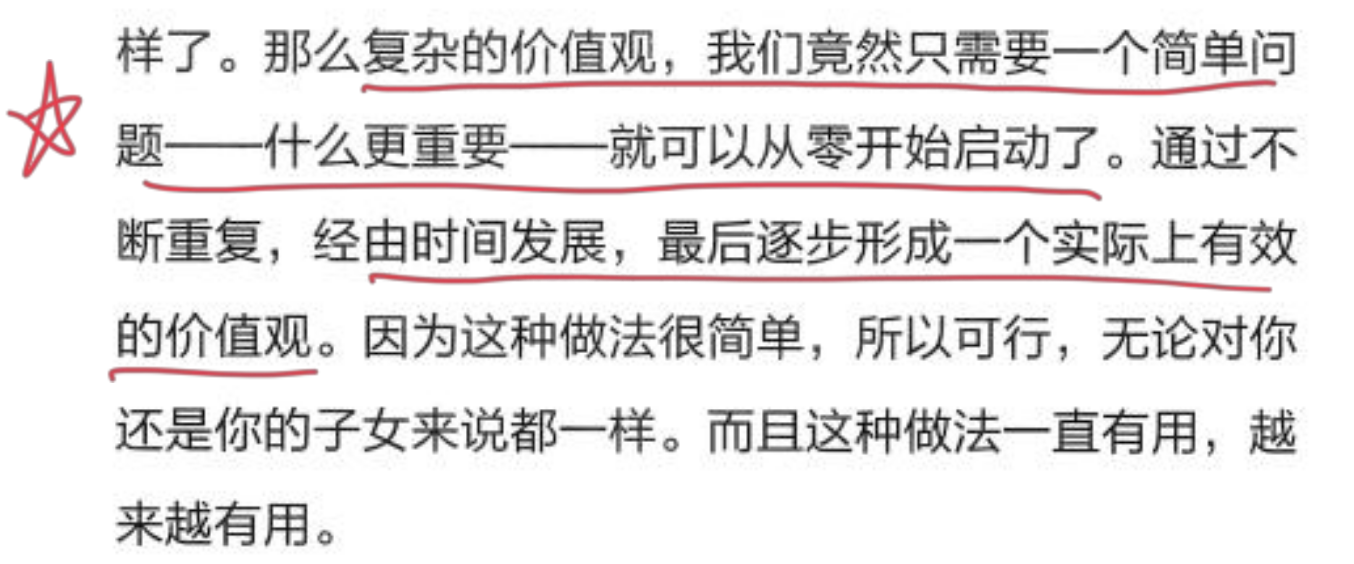 样了。那么复杂的价值观，我们竟然只需要一个简单问
题——什么更重要——就可以从零开始启动了。通过不
断重复，经由时间发展，最后逐步形成一个实际上有效
的价值观。因为这种做法很简单，所以可行，无论对你
还是你的子女来说都一样。而且这种做法一直有用，越
来越有用。